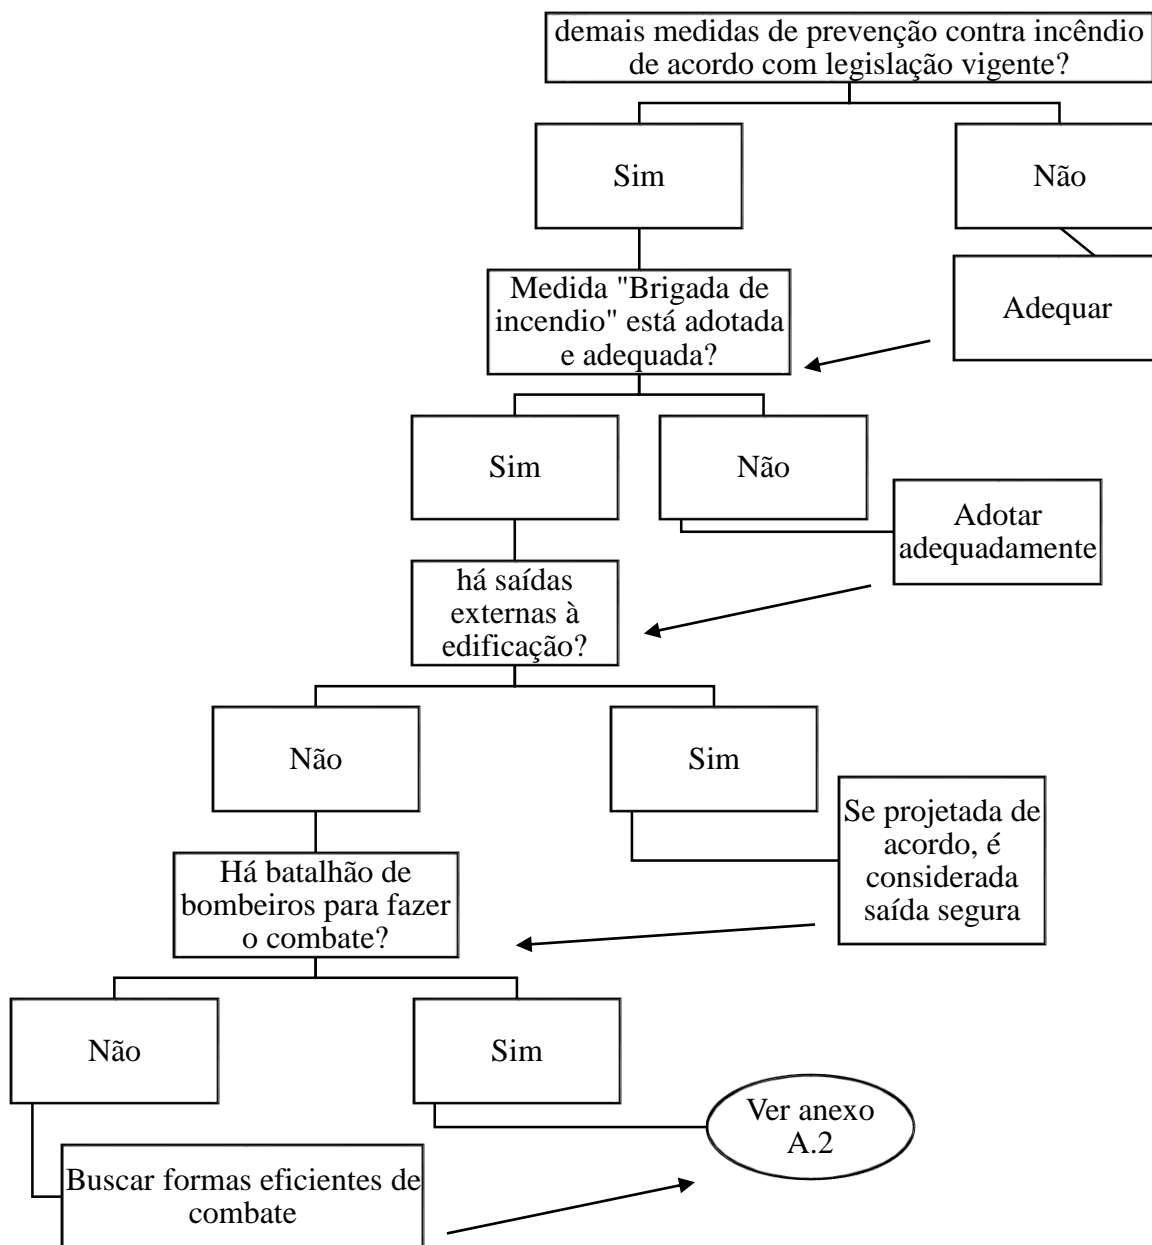 demais medidas de prevenção contra incêndio
de acordo com legislação vigente?
Sim
Não
Medida "Brigada de
incendio" está adotada
e adequada?
Adequar
Sim
Não
Adotar
adequadamente
há saídas
externas à
edificação?
Não
Sim
Se projetada de
acordo, é
considerada
saída segura
Há batalhão de
bombeiros para fazer
o combate?
Não
Sim
Ver anexo
A.2
Buscar formas eficientes de
combate